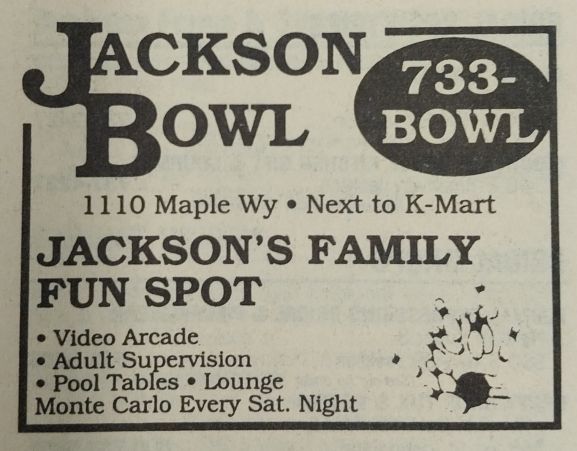 JACKSON
BOWL
733-
BOWL
1110 Maple Wy • Next to K-Mart
JACKSON'S FAMILY
FUN SPOT
• Video Arcade
• Adult Supervision
• Pool Tables • Lounge
Monte Carlo Every Sat. Night